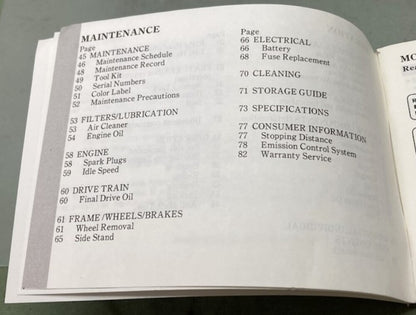 MAINTENANCE
Page
45 MAINTENANCE
46 Maintenance Schedule
48 Maintenance Record
49 Tool Kit
50 Serial Numbers
51 Color Label
52 Maintenance Precautions
53 FILTERS/LUBRICATION
53 Air Cleaner
54 Engine Oil
58 ENGINE
58 Spark Plugs
59 Idle Speed
60 DRIVE TRAIN
60 Final Drive Oil
61 FRAME/WHEELS/BRAKES
61 Wheel Removal
65 Side Stand
Page
66 ELECTRICAL
66 Battery
68 Fuse Replacement
70 CLEANING
71 STORAGE GUIDE
73 SPECIFICATIONS
77 CONSUMER INFORMATION
77 Stopping Distance
78 Emission Control System
82 Warranty Service
MO